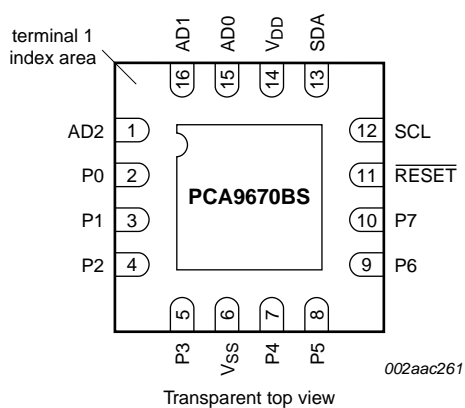 terminal 1
index area
AD1
AD0
VDD
SDA
16
15
14
13
AD2 1
12 SCL
P0 2
11 RESET
P1 3
10 P7
P2 4
9 P6
PCA9670BS
5
6
7
8
P3
VSS
P4
P5
002aac261
Transparent top view